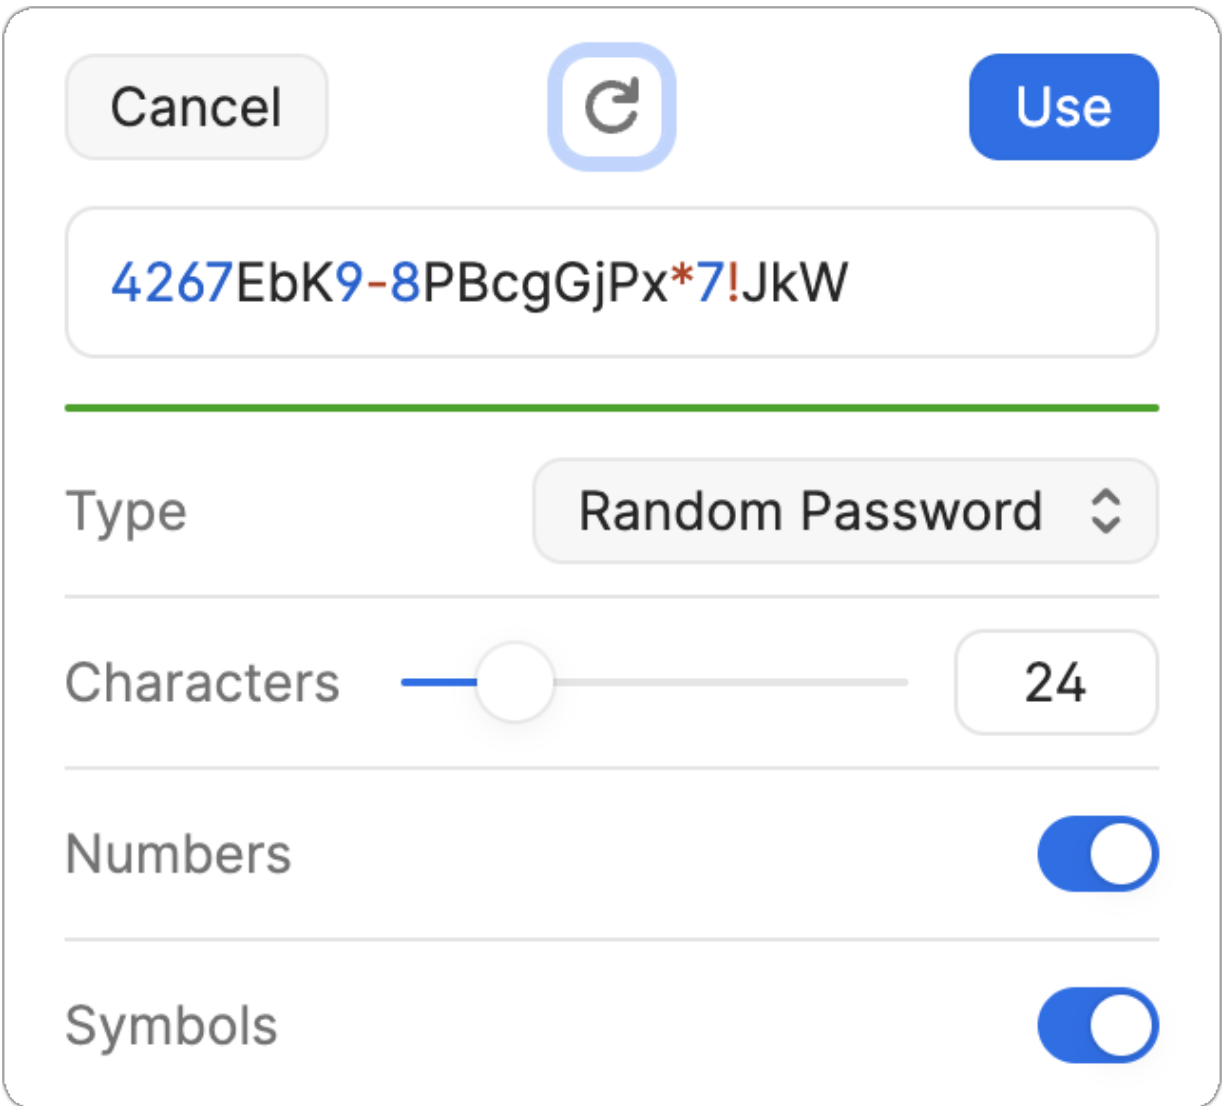 Cancel Use
4267EbK9-8PBcgGjPx*7!JkW
Type Random Password
Characters 24
Numbers
Symbols